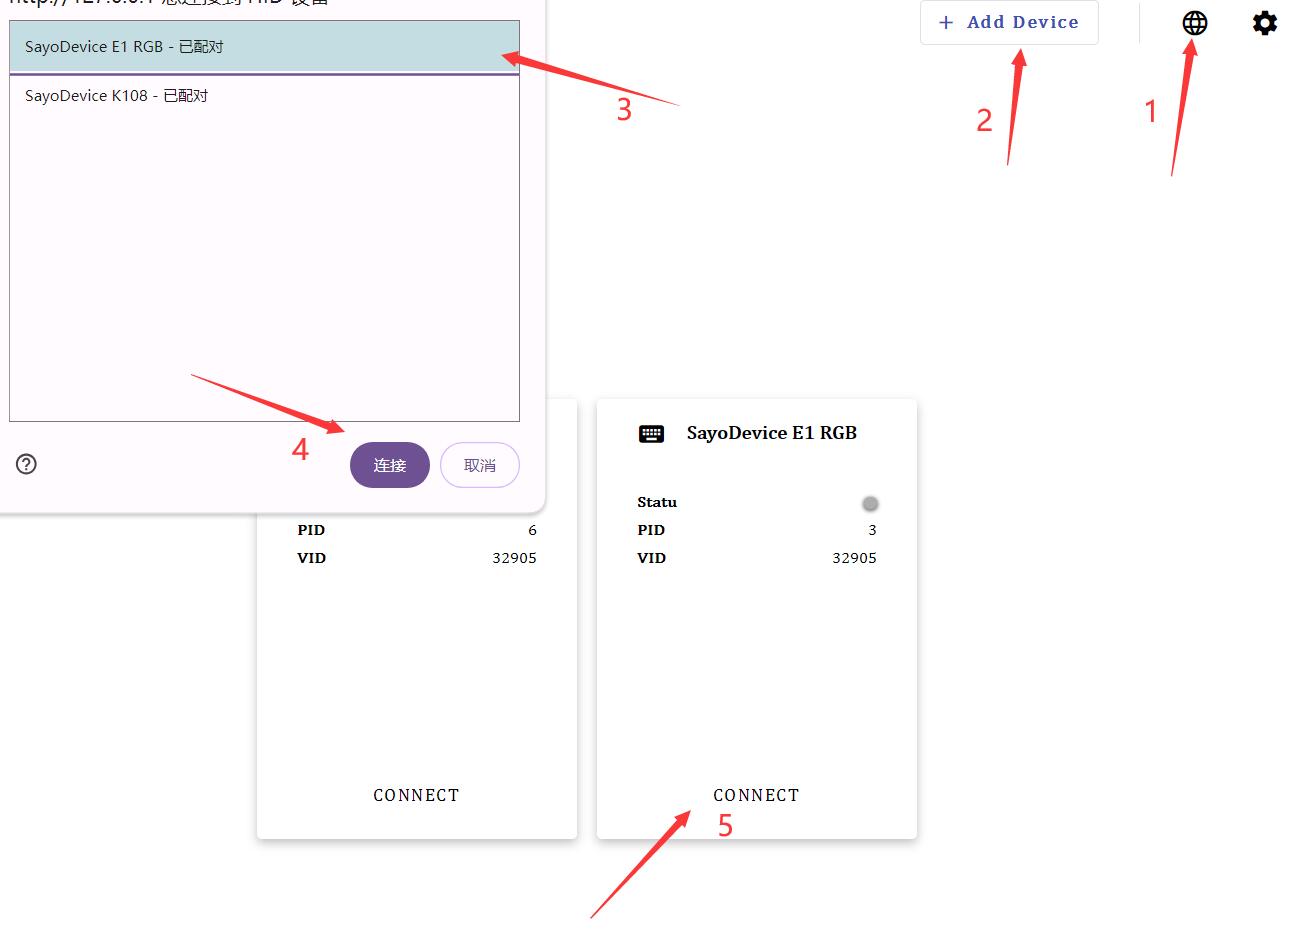 SayoDevice E1 RGB - 已配对
SayoDevice K108 - 已配对
3
+ Add Device
2
1
4
连接
取消
SayoDevice E1 RGB
Statu
PID 6
VID 32905
PID 3
VID 32905
CONNECT
CONNECT
5